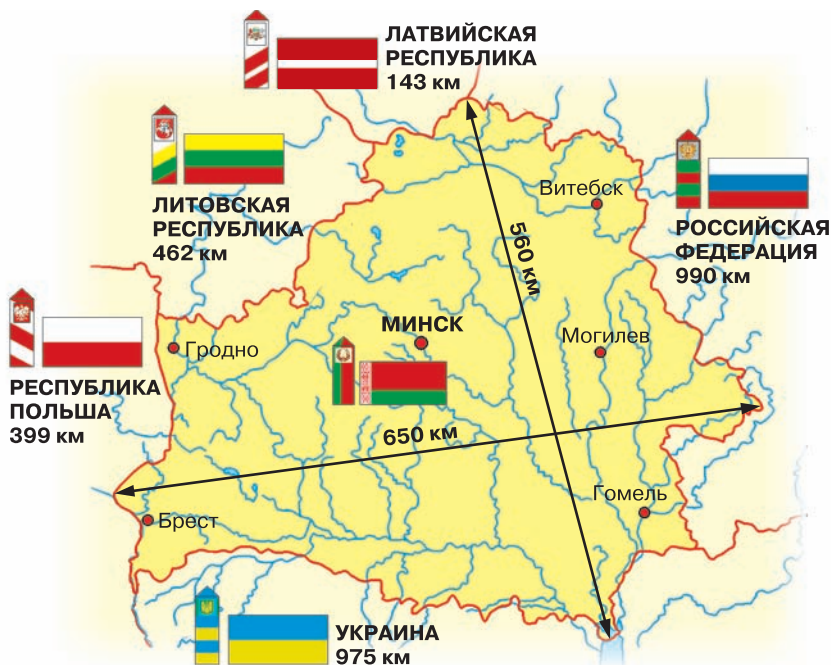 ЛАТВИЙСКАЯ
РЕСПУБЛИКА
143 км
ЛИТОВСКАЯ
РЕСПУБЛИКА
462 км
Витебск
РОССИЙСКАЯ
ФЕДЕРАЦИЯ
990 км
560 км
МИНСК
Могилев
Гродно
РЕСПУБЛИКА
ПОЛЬША
399 км
650 км
Гомель
Брест
УКРАИНА
975 км